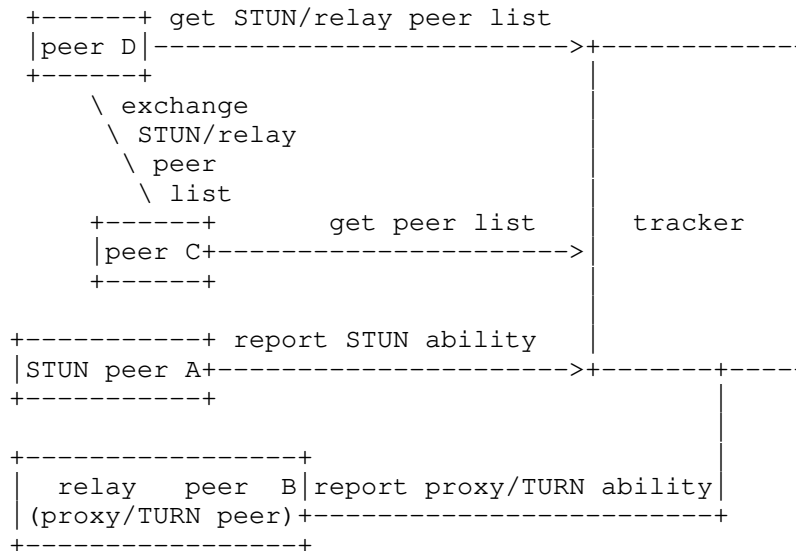 get STUN/relay peer list
peer D
exchange
STUN/relay
peer
list
get peer list
tracker
peer C
report STUN ability
STUN peer A
relay peer B
report proxy/TURN ability
(proxy/TURN peer)